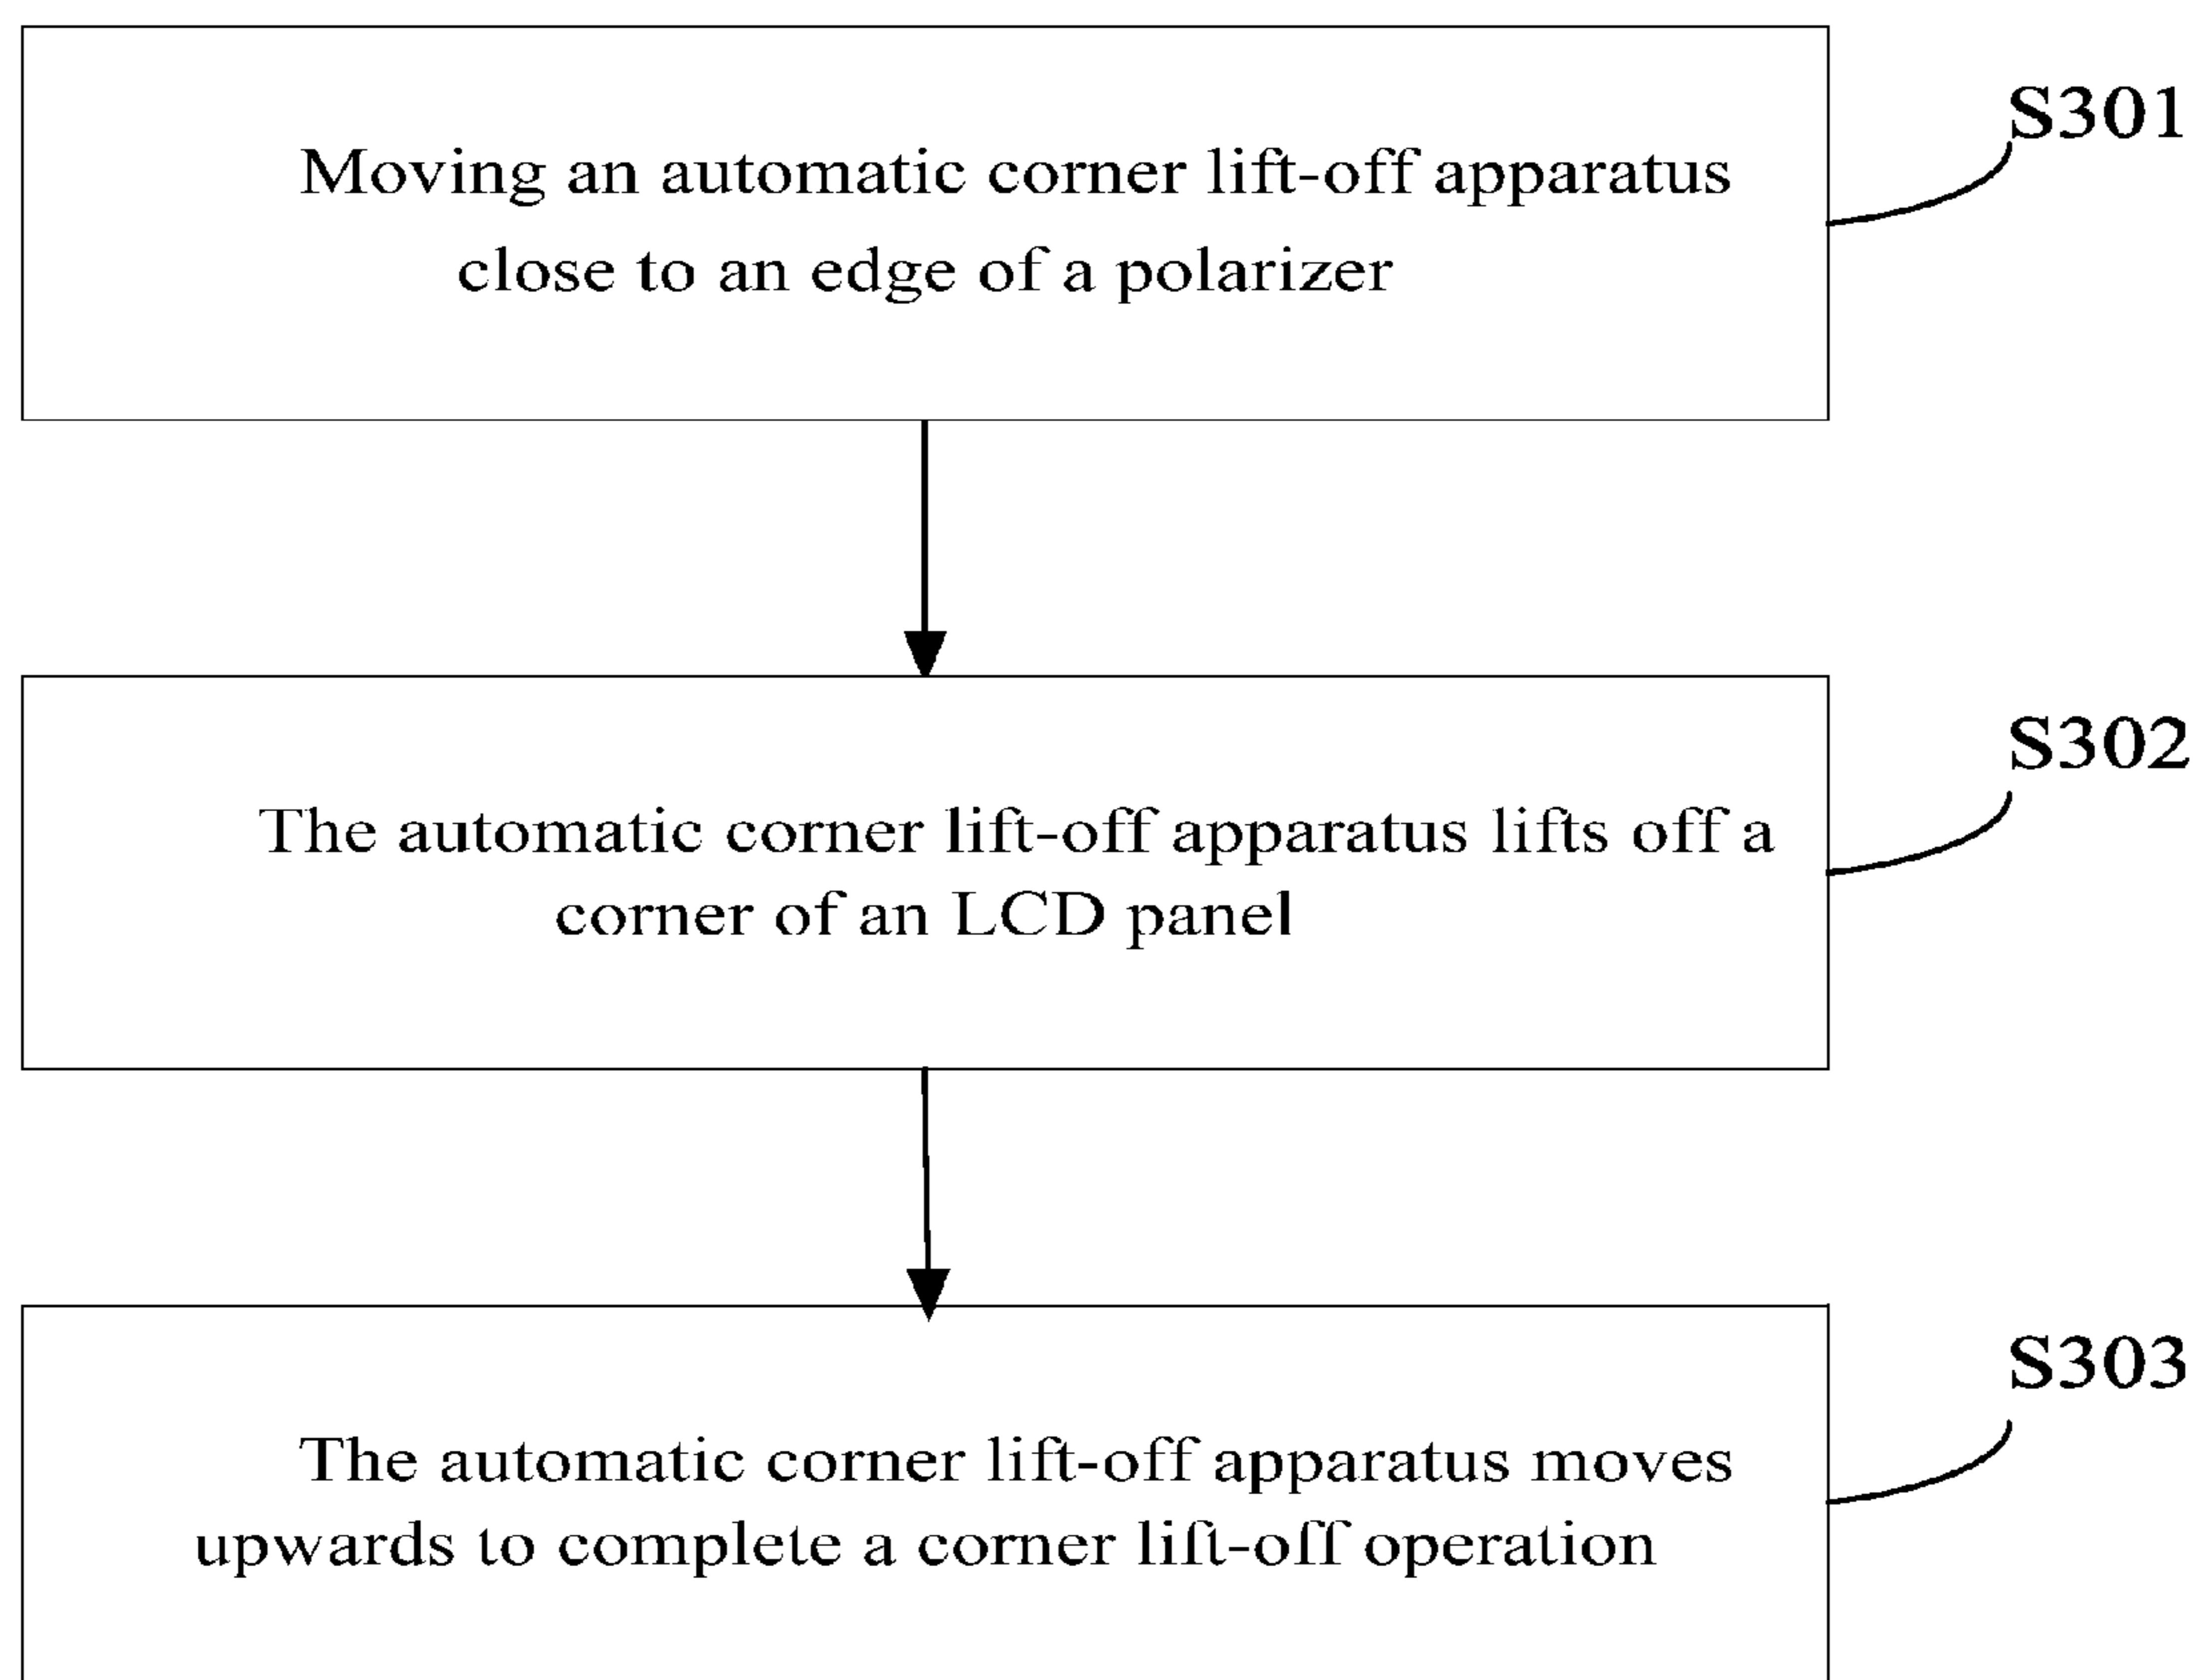 S301
Moving an automatic corner lift-off apparatus
close to an edge of a polarizer
S302
The automatic corner lift-off apparatus lifts off a
corner of an LCD panel
S303
The automatic corner lift-off apparatus moves
upwards to complete a corner lift-off operation